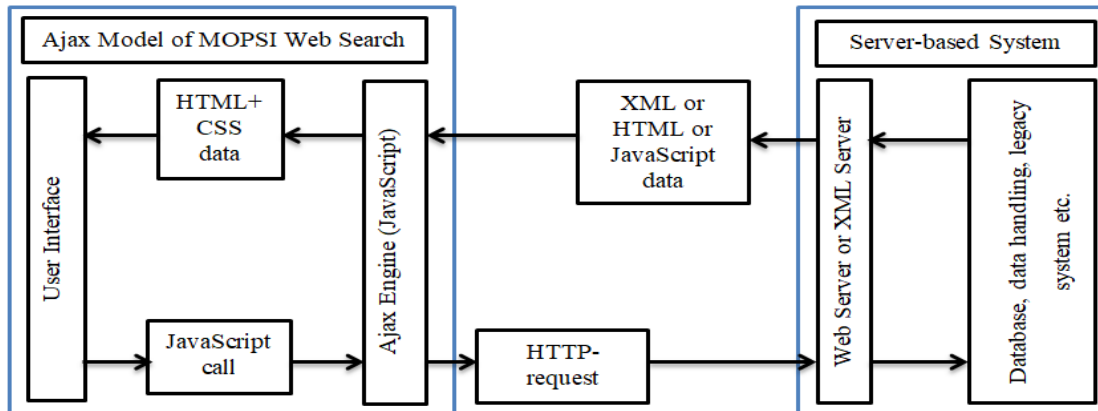 Ajax Model of MOPSI Web Search
Server-based System
User Interface
HTML+
CSS
data
Ajax Engine (JavaScript)
XML or
HTML or
JavaScript
data
Web Server or XML Server
Database, data handling, legacy
system etc.
JavaScript
call
HTTP-
request